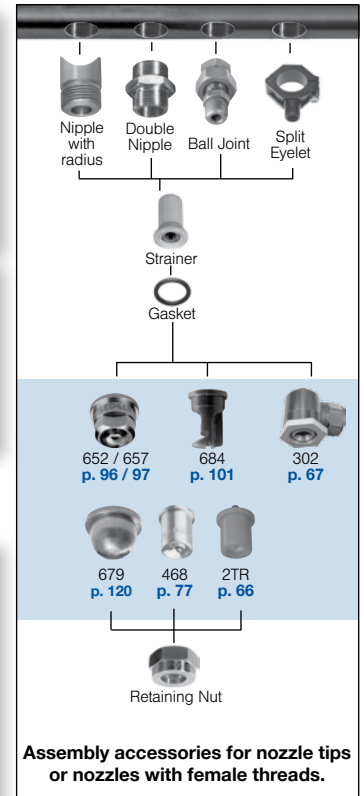 Nipple with radius
Double Nipple
Ball Joint
Split Eyelet
Strainer
Gasket
652 / 657
p. 96 / 97
684
p. 101
302
p. 67
679
p. 120
468
p. 77
2TR
p. 66
Retaining Nut
Assembly accessories for nozzle tips
or nozzles with female threads.